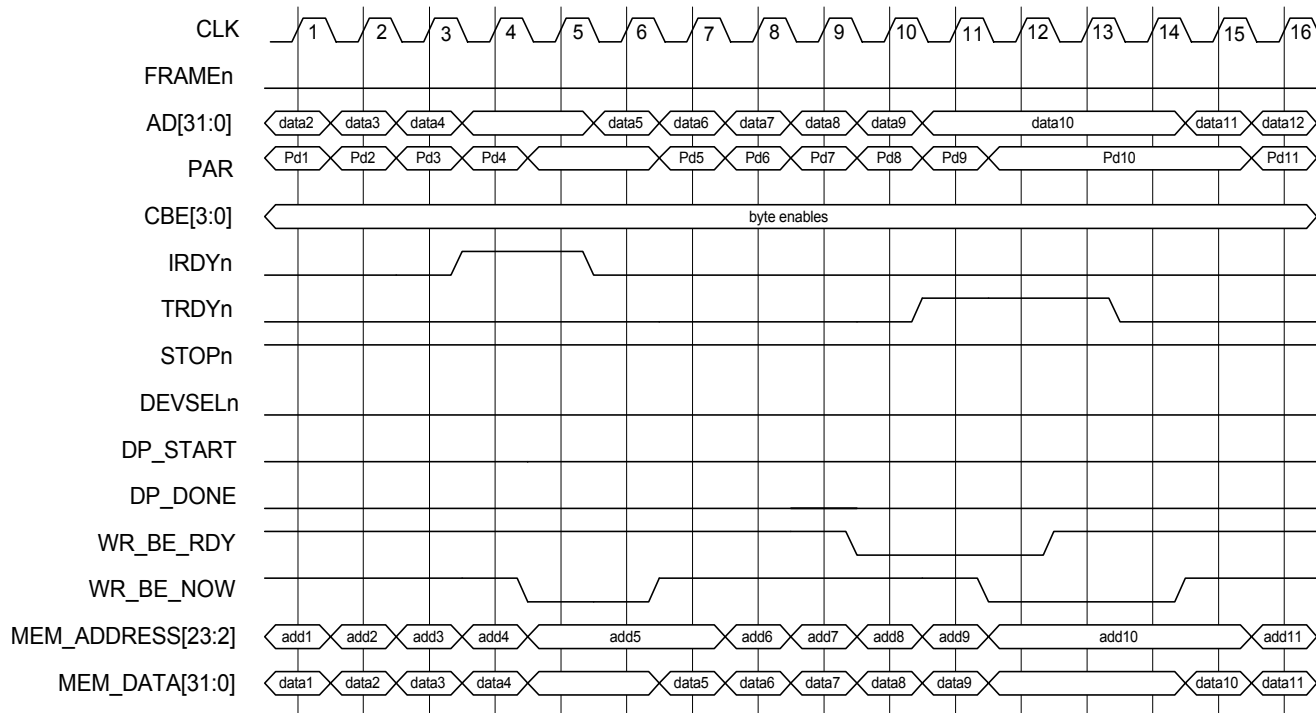 CLK 1 2 3 4 5 6 7 8 9 10 11 12 13 14 15 16
FRAMEn
AD[31:0] data2 data3 data4 data5 data6 data7 data8 data9 data10 data11 data12
PAR Pd1 Pd2 Pd3 Pd4 Pd5 Pd6 Pd7 Pd8 Pd9 Pd10 Pd11
CBE[3:0] byte enables
IRDYn
TRDYn
STOPn
DEVSELn
DP_START
DP_DONE
WR_BE_RDY
WR_BE_NOW
MEM_ADDRESS[23:2] add1 add2 add3 add4 add5 add6 add7 add8 add9 add10 add11
MEM_DATA[31:0] data1 data2 data3 data4 data5 data6 data7 data8 data9 data10 data11